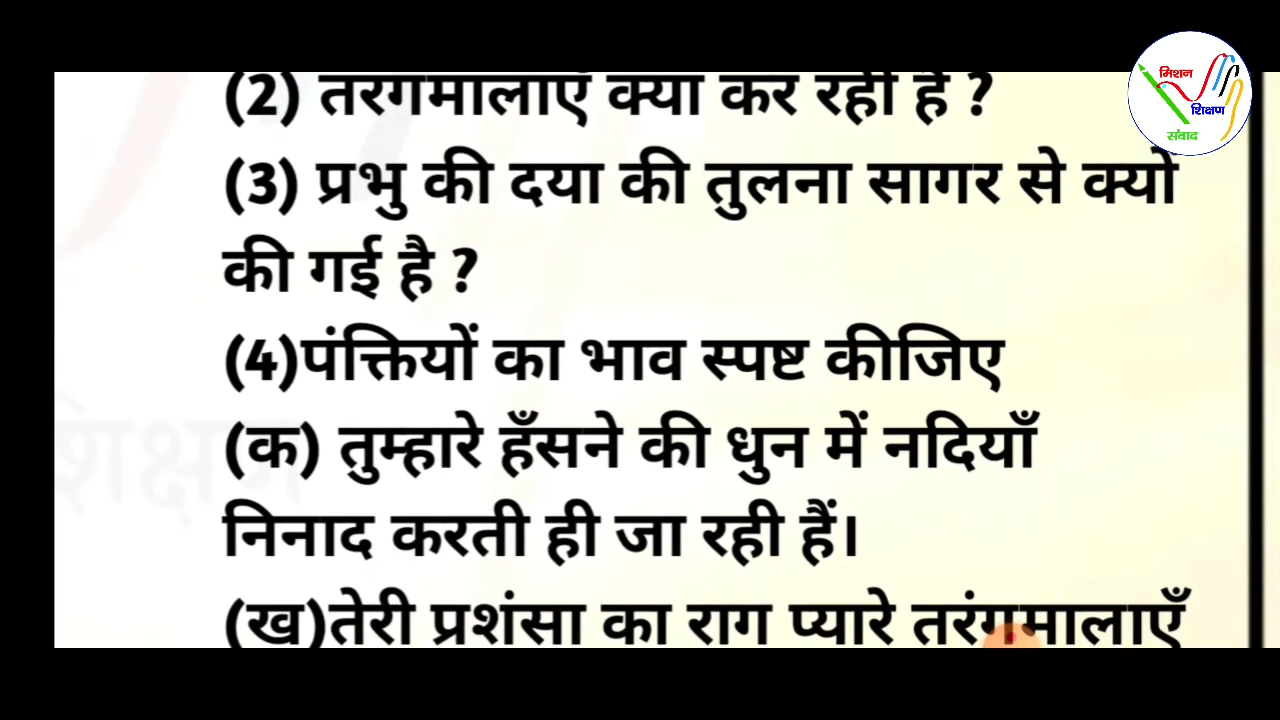 (2) तरंगमालाएँ क्या कर रही हैं ?
(3) प्रभु की दया की तुलना सागर से क्यों
की गई है ?
(4)पंक्तियों का भाव स्पष्ट कीजिए
(क) तुम्हारे हँसने की धुन में नदियाँ
निनाद करती ही जा रही हैं।
(ख)तेरी प्रशंसा का राग प्यारे तरंगमालाएँ
मिशन
शिक्षण
संवाद
शिक्षण